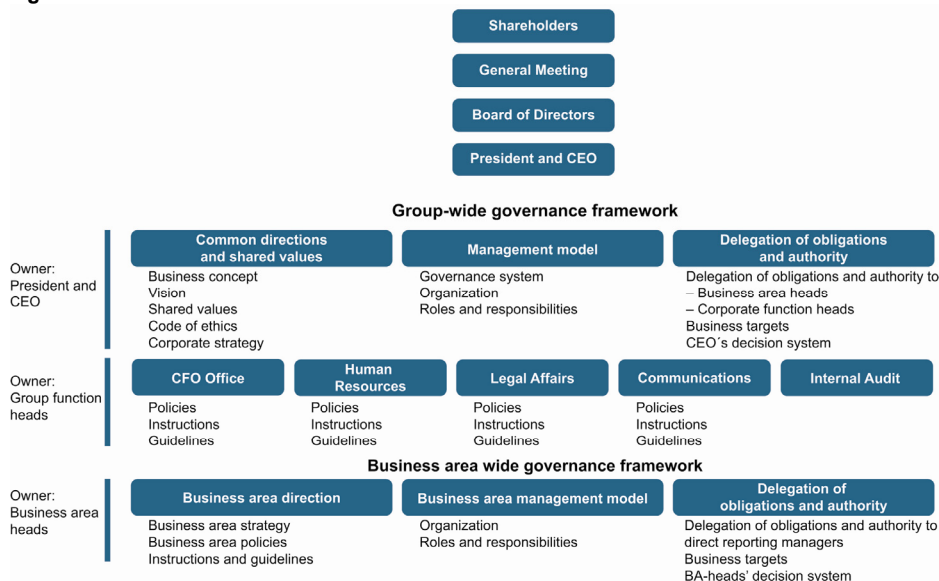 Shareholders
General Meeting
Board of Directors
President and CEO
Group-wide governance framework
Owner:
President and
CEO
Common directions
and shared values
Business concept
Vision
Shared values
Code of ethics
Corporate strategy
Management model
Governance system
Organization
Roles and responsibilities
Delegation of obligations
and authority
Delegation of obligations and authority to
– Business area heads
– Corporate function heads
Business targets
CEO´s decision system
Owner:
Group function
heads
CFO Office
Policies
Instructions
Guidelines
Human
Resources
Policies
Instructions
Guidelines
Legal Affairs
Policies
Instructions
Guidelines
Communications
Policies
Instructions
Guidelines
Internal Audit
Business area wide governance framework
Owner:
Business area
heads
Business area direction
Business area strategy
Business area policies
Instructions and guidelines
Business area management model
Organization
Roles and responsibilities
Delegation of
obligations and authority
Delegation of obligations and authority to
direct reporting managers
Business targets
BA-heads’ decision system